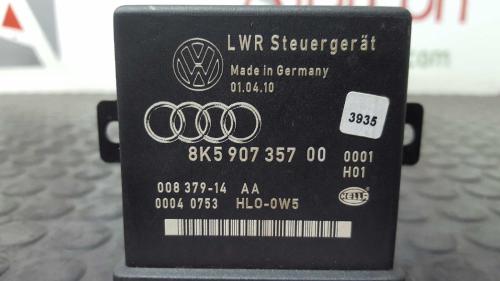 LWR Steuergerät
Made in Germany
01.04.10
3935
8K5 907 357 00
0001
H01
008 379-14 AA
0004 0753 HLO-0W5
HELLA